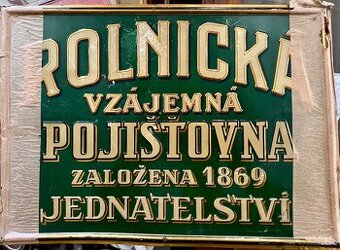 ROLNICKÁ
VZÁJEMNÁ
POJIŠŤOVNA
ZALOŽENA 1869
JEDNATELSTVÍ